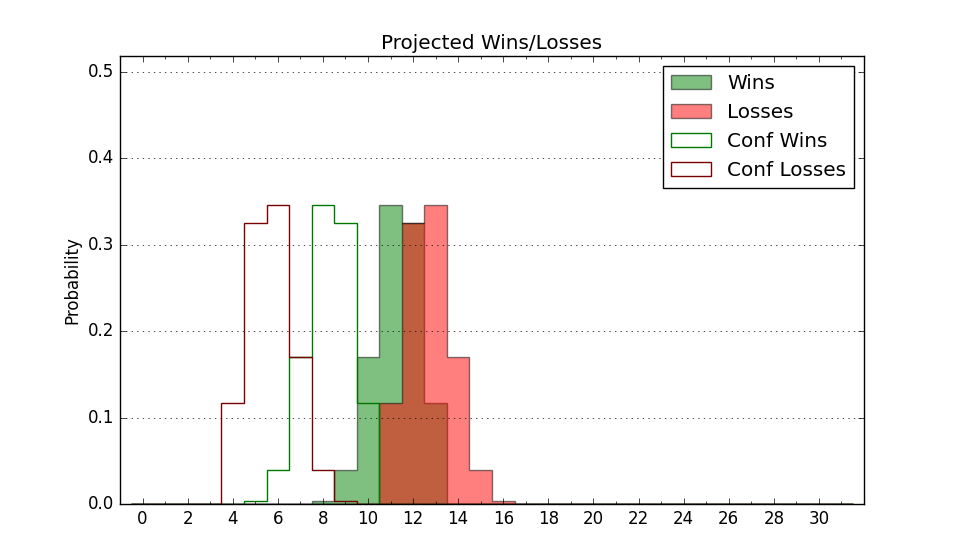 Projected Wins/Losses
Probability
0.5
0.4
0.3
0.2
0.1
0.0
Wins
Losses
Conf Wins
Conf Losses
0 2 4 6 8 10 12 14 16 18 20 22 24 26 28 30